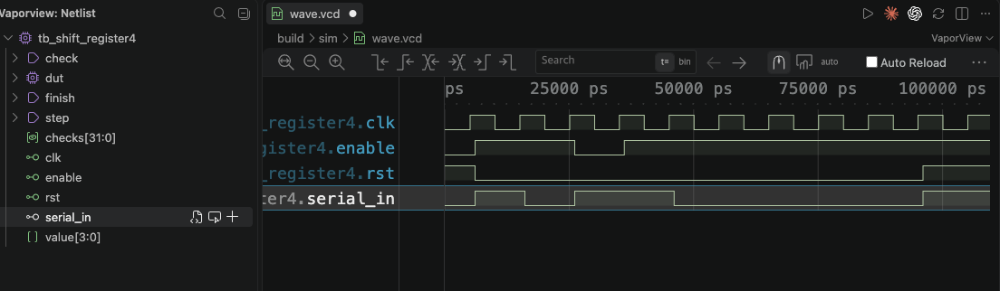 Vaporview: Netlist
tb_shift_register4
check
dut
finish
step
checks[31:0]
clk
enable
rst
serial_in
value[3:0]
wave.vcd
build > sim > wave.vcd
VaporView
Search
t=
bin
auto
Auto Reload
ps 25000 ps 50000 ps 75000 ps 100000 ps
_register4.clk
gister4.enable
_register4.rst
ter4.serial_in